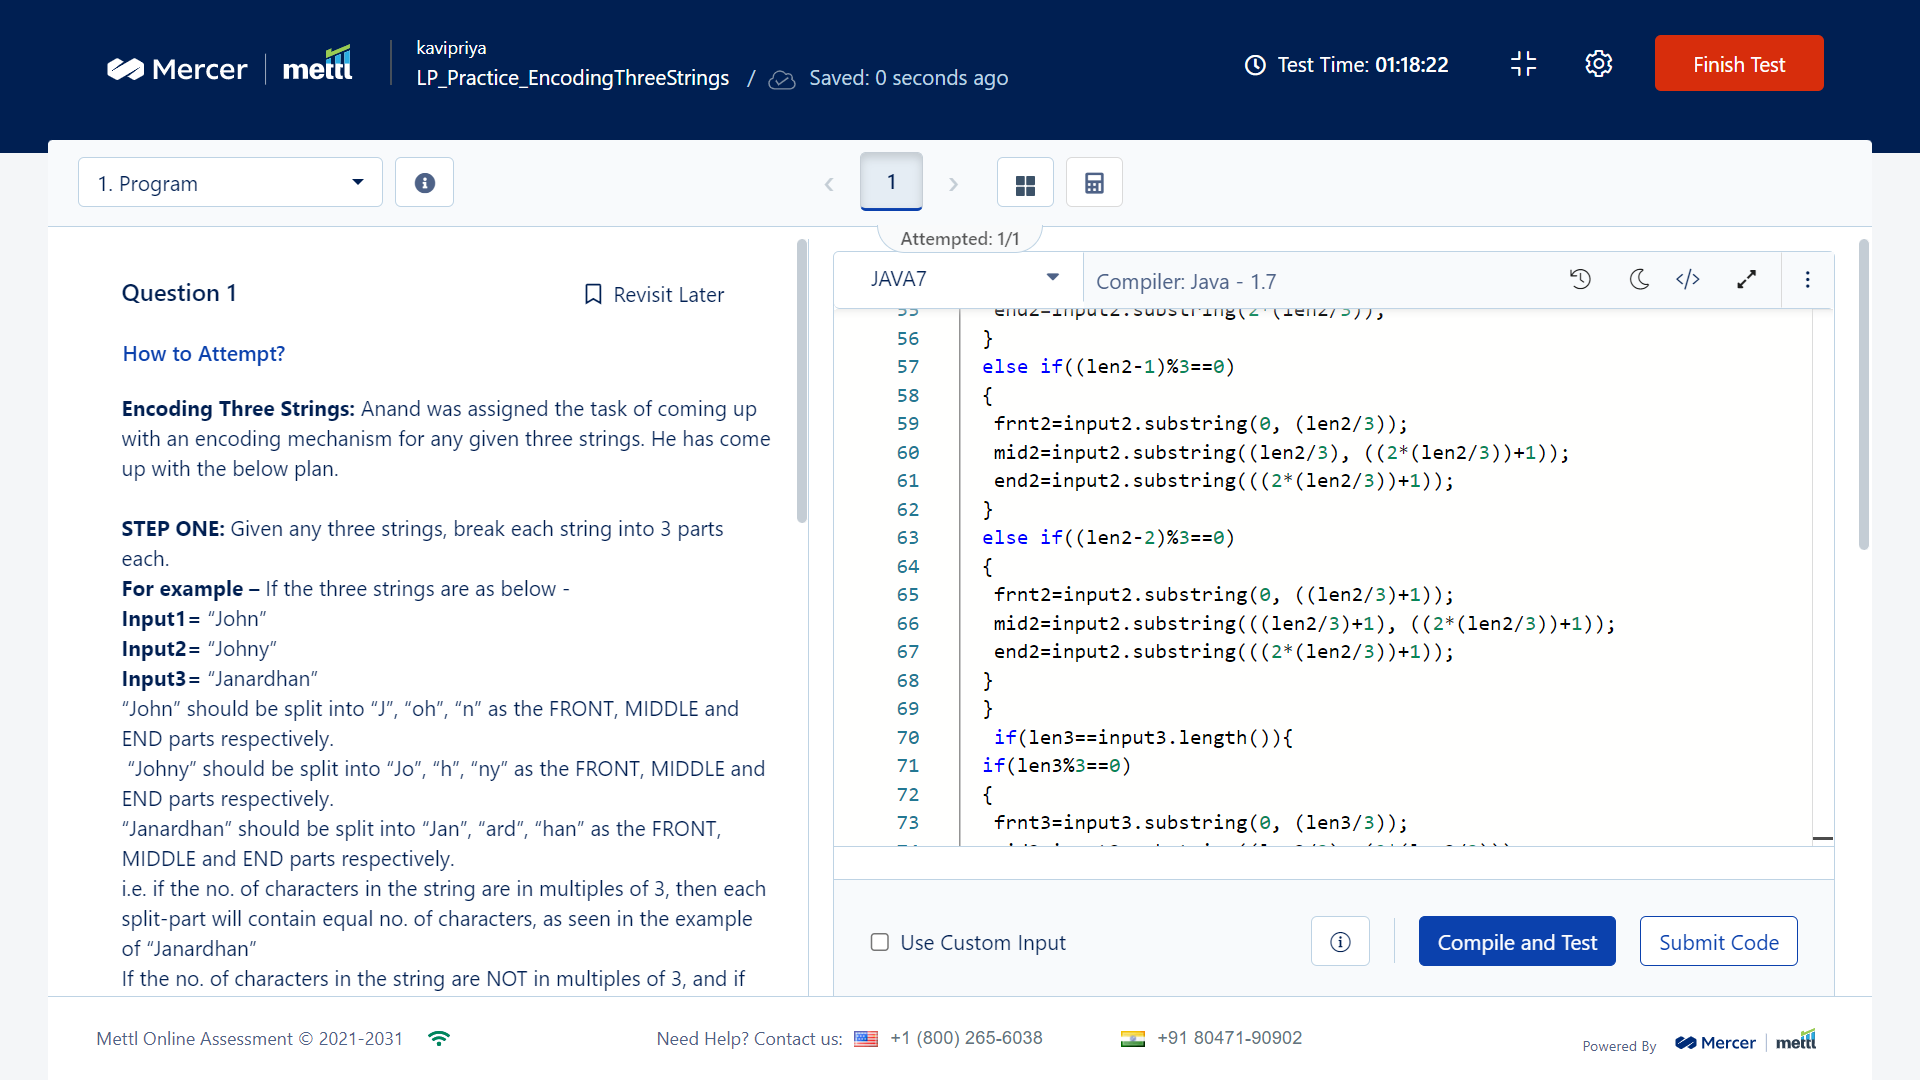 Mercer mettl
kavipriya
LP_Practice_EncodingThreeStrings / Saved: 0 seconds ago
Test Time: 01:18:22
Finish Test
1. Program
1
Attempted: 1/1
Question 1
Revisit Later
How to Attempt?
Encoding Three Strings: Anand was assigned the task of coming up
with an encoding mechanism for any given three strings. He has come
up with the below plan.
STEP ONE: Given any three strings, break each string into 3 parts
each.
For example – If the three strings are as below -
Input1= “John”
Input2= “Johny”
Input3= “Janardhan”
“John” should be split into “J”, “oh”, “n” as the FRONT, MIDDLE and
END parts respectively.
“Johny” should be split into “Jo”, “h”, “ny” as the FRONT, MIDDLE and
END parts respectively.
“Janardhan” should be split into “Jan”, “ard”, “han” as the FRONT,
MIDDLE and END parts respectively.
i.e. if the no. of characters in the string are in multiples of 3, then each
split-part will contain equal no. of characters, as seen in the example
of “Janardhan”
If the no. of characters in the string are NOT in multiples of 3, and if
JAVA7
Compiler: Java - 1.7
55 end2=input2.substring(2*(len2/3));
56 }
57 else if((len2-1)%3==0)
58 {
59 frnt2=input2.substring(0, (len2/3));
60 mid2=input2.substring((len2/3), ((2*(len2/3))+1));
61 end2=input2.substring(((2*(len2/3))+1));
62 }
63 else if((len2-2)%3==0)
64 {
65 frnt2=input2.substring(0, ((len2/3)+1));
66 mid2=input2.substring(((len2/3)+1), ((2*(len2/3))+1));
67 end2=input2.substring(((2*(len2/3))+1));
68 }
69 }
70 if(len3==input3.length()){
71 if(len3%3==0)
72 {
73 frnt3=input3.substring(0, (len3/3));
Use Custom Input
Compile and Test
Submit Code
Mettl Online Assessment © 2021-2031
Need Help? Contact us: +1 (800) 265-6038
+91 80471-90902
Powered By Mercer mettl